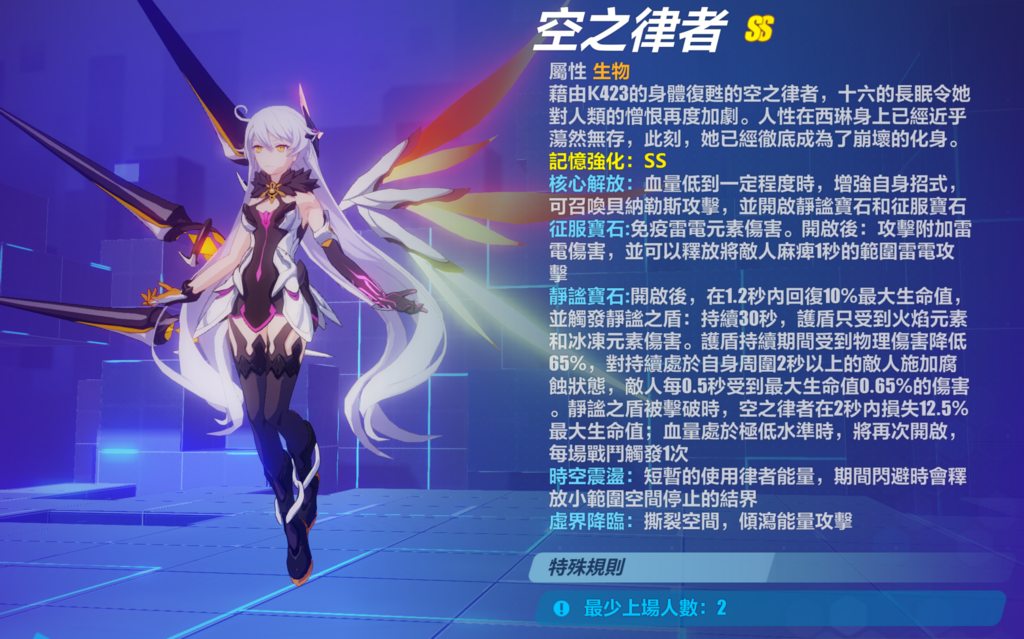 空之律者 SS
屬性 生物
藉由K423的身體復甦的空之律者，十六的長眠令她
對人類的憎恨再度加劇。人性在西琳身上已經近乎
蕩然無存，此刻，她已經徹底成為了崩壞的化身。
記憶強化：SS
核心解放：血量低到一定程度時，增強自身招式，
可召喚貝納勒斯攻擊，並開啟靜謐寶石和征服寶石
征服寶石:免疫雷電元素傷害。開啟後：攻擊附加雷
電傷害，並可以釋放將敵人麻痺1秒的範圍雷電攻
擊
靜謐寶石:開啟後，在1.2秒內回復10%最大生命值，
並觸發靜謐之盾：持續30秒，護盾只受到火焰元素
和冰凍元素傷害。護盾持續期間受到物理傷害降低
65%，對持續處於自身周圍2秒以上的敵人施加腐
蝕狀態，敵人每0.5秒受到最大生命值0.65%的傷害
。靜謐之盾被擊破時，空之律者在2秒內損失12.5%
最大生命值；血量處於極低水準時，將再次開啟，
每場戰鬥觸發1次
時空震盪：短暫的使用律者能量，期間閃避時會釋
放小範圍空間停止的結界
虛界降臨：撕裂空間，傾瀉能量攻擊
特殊規則
最少上場人數：2